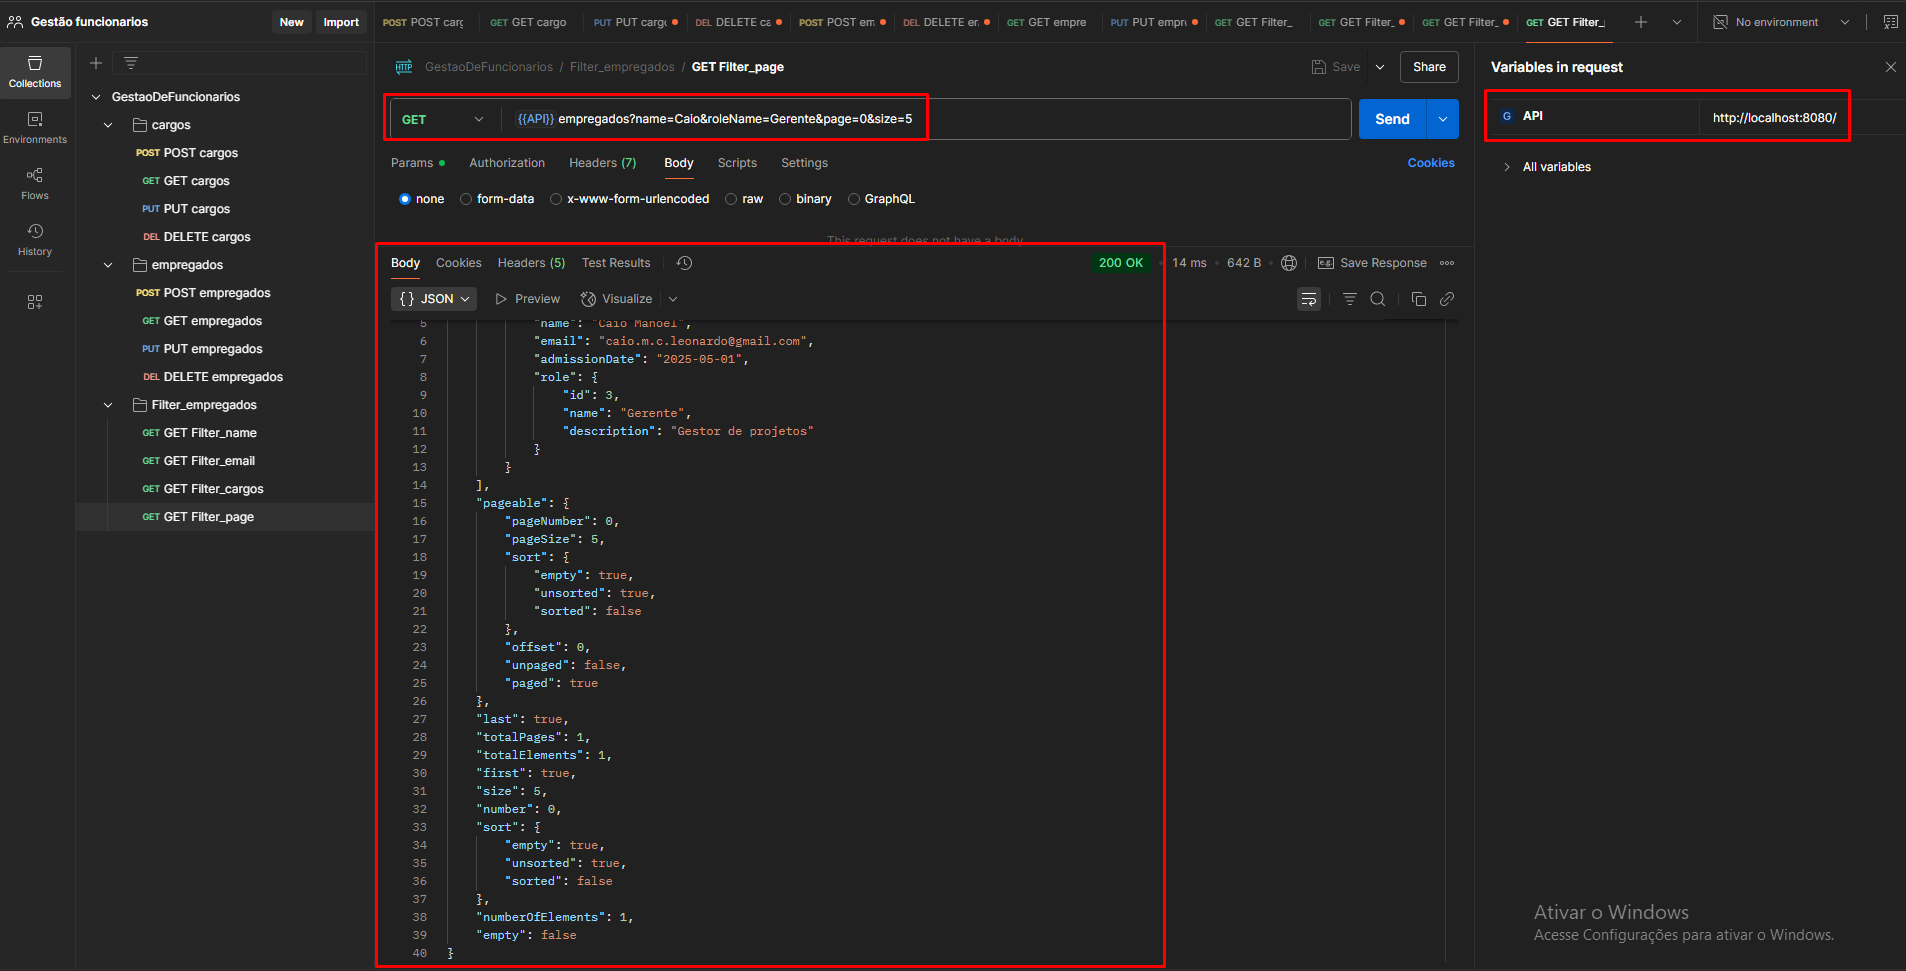 Gestão funcionarios
New
Import
POST POST carg
GET GET cargo
PUT PUT carg
DEL DELETE ca
POST POST em
DEL DELETE en
GET GET empre
PUT PUT empr
GET GET Filter_
GET GET Filter_
GET GET Filter_
GET GET Filter_
No environment
Collections
Environments
Flows
History
GestaoDeFuncionarios
cargos
POST POST cargos
GET GET cargos
PUT PUT cargos
DEL DELETE cargos
empregados
POST POST empregados
GET GET empregados
PUT PUT empregados
DEL DELETE empregados
Filter_empregados
GET GET Filter_name
GET GET Filter_email
GET GET Filter_cargos
GET GET Filter_page
HTTP GestaoDeFuncionarios / Filter_empregados / GET Filter_page
Save
Share
GET
{{API}} empregados?name=Caio&roleName=Gerente&page=0&size=5
Send
Params
Authorization
Headers (7)
Body
Scripts
Settings
Cookies
none
form-data
x-www-form-urlencoded
raw
binary
GraphQL
This request does not have a body
Body
Cookies
Headers (5)
Test Results
200 OK
14 ms
642 B
e.g. Save Response
{} JSON
Preview
Visualize
5 "name": "Caio Manoel",
6 "email": "caio.m.c.leonardo@gmail.com",
7 "admissionDate": "2025-05-01",
8 "role": {
9 "id": 3,
10 "name": "Gerente",
11 "description": "Gestor de projetos"
12 }
13 }
14 ],
15 "pageable": {
16 "pageNumber": 0,
17 "pageSize": 5,
18 "sort": {
19 "empty": true,
20 "unsorted": true,
21 "sorted": false
22 },
23 "offset": 0,
24 "unpaged": false,
25 "paged": true
26 },
27 "last": true,
28 "totalPages": 1,
29 "totalElements": 1,
30 "first": true,
31 "size": 5,
32 "number": 0,
33 "sort": {
34 "empty": true,
35 "unsorted": true,
36 "sorted": false
37 },
38 "numberOfElements": 1,
39 "empty": false
40 }
Variables in request
G API
http://localhost:8080/
All variables
Ativar o Windows
Acesse Configurações para ativar o Windows.